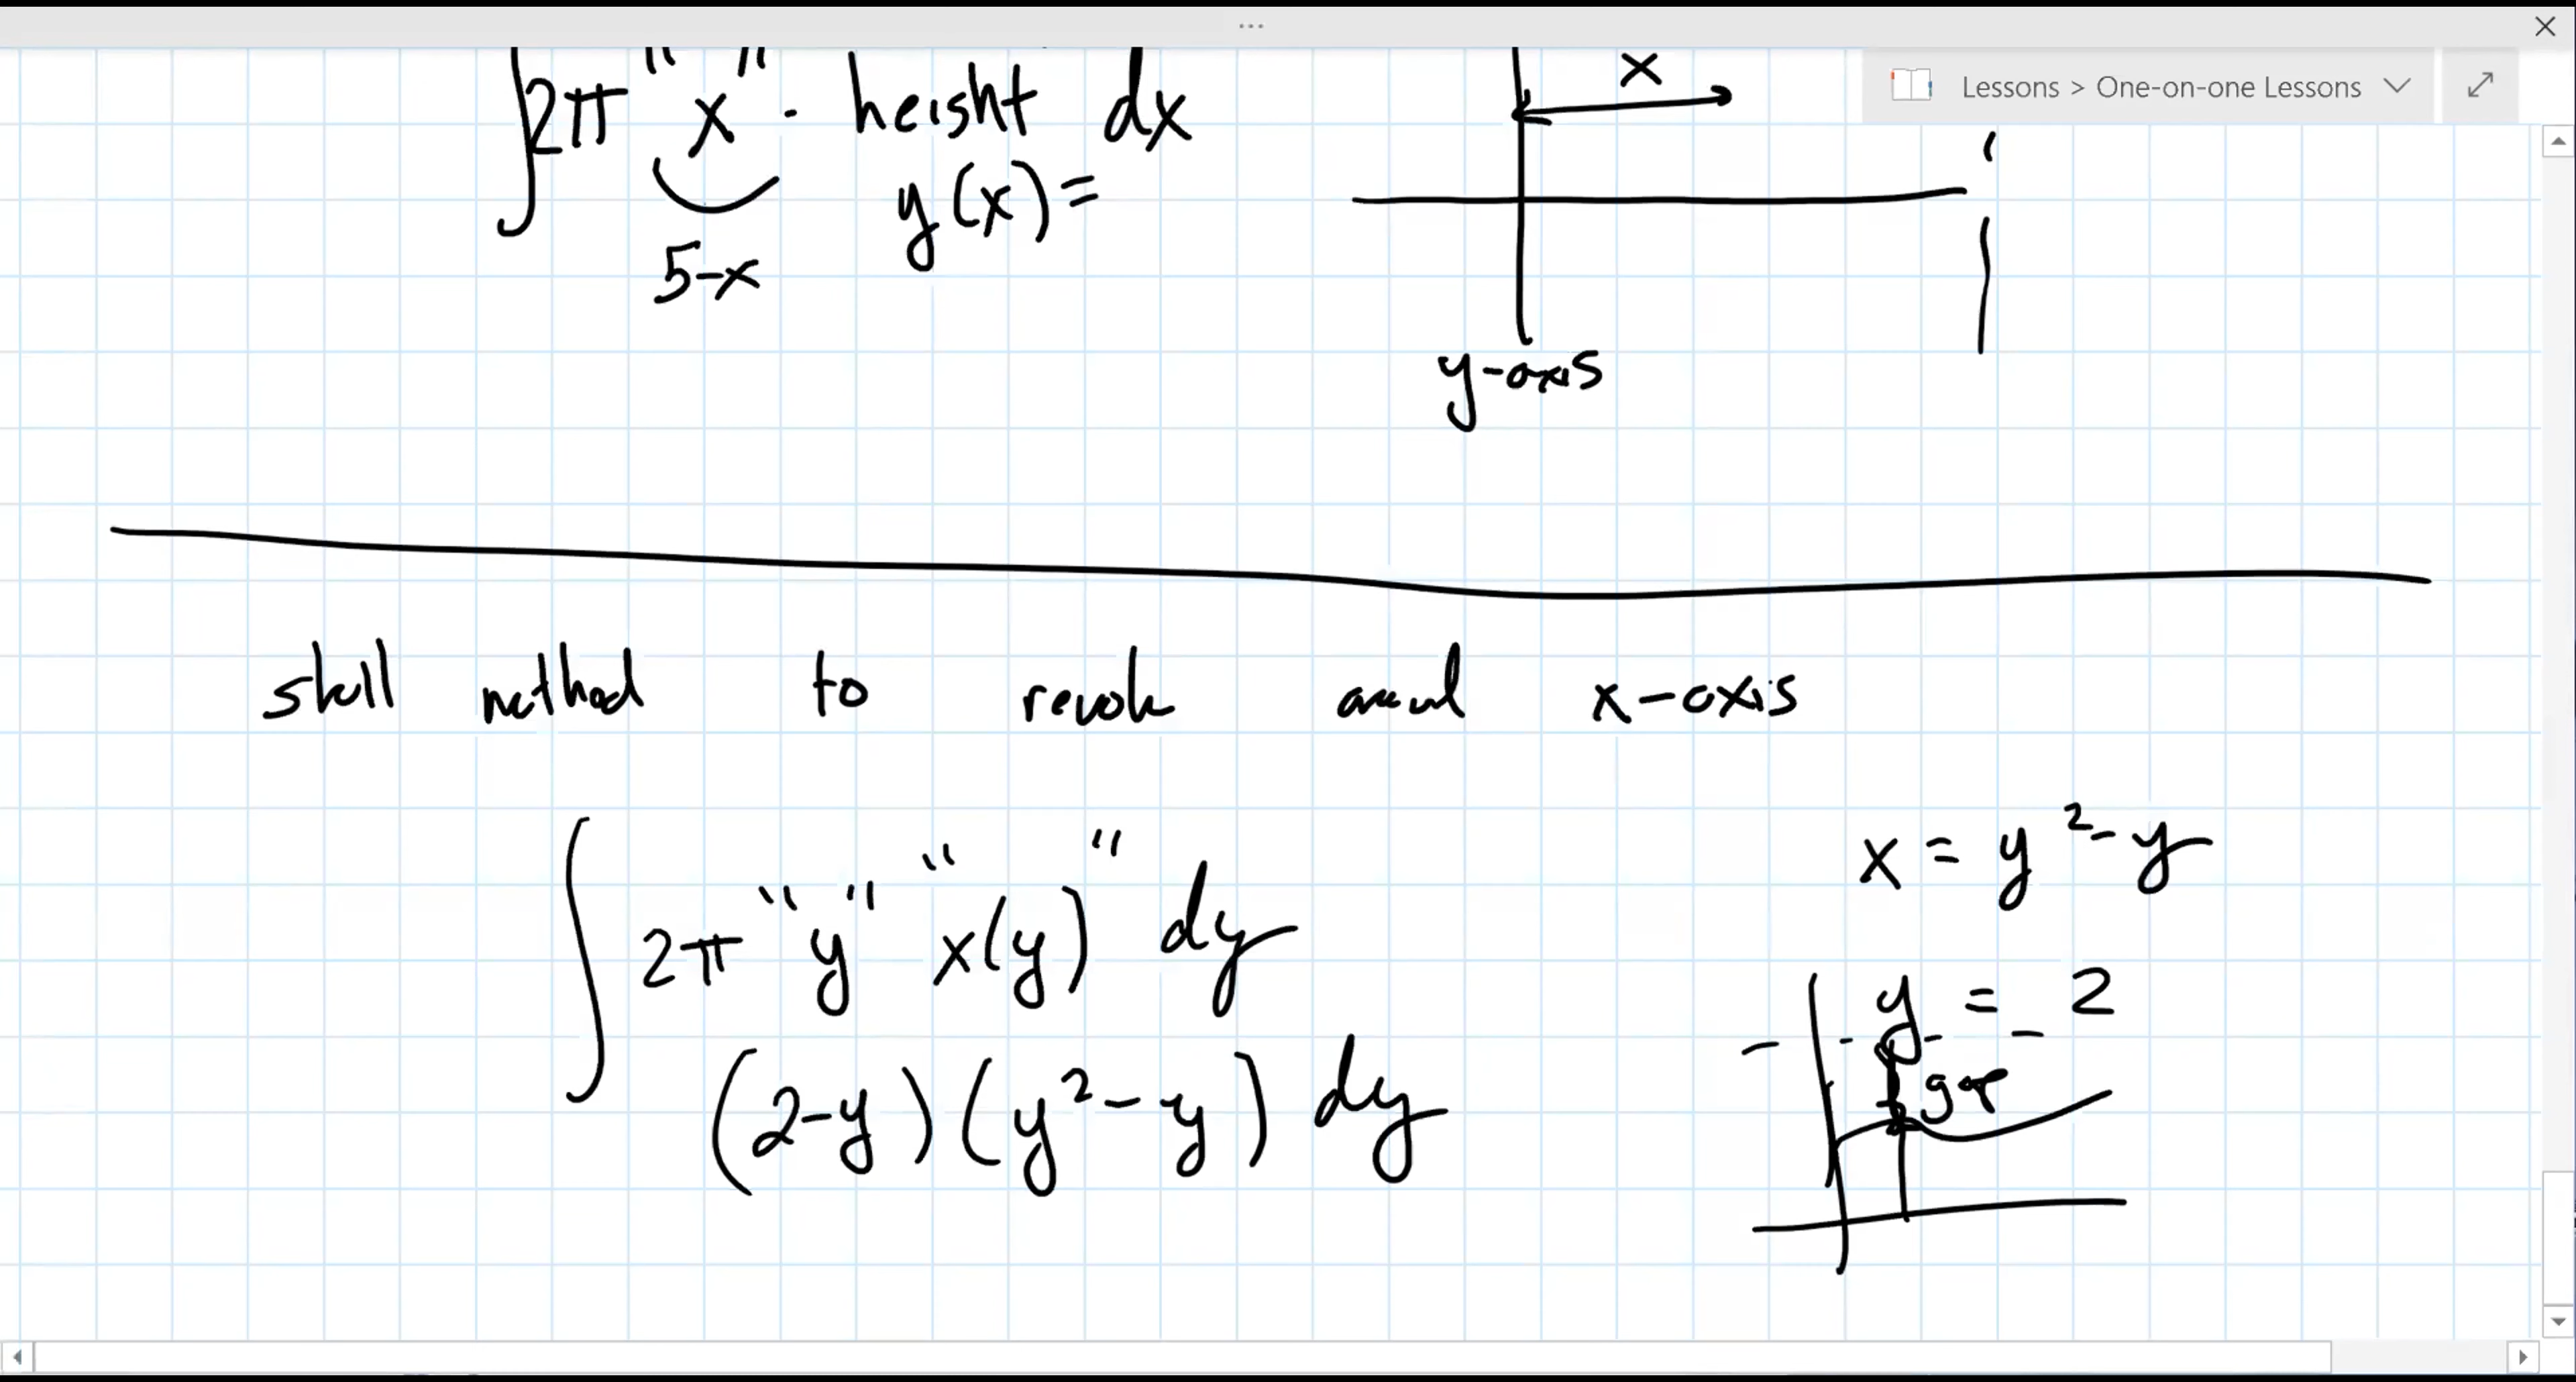 Lessons > One-on-one Lessons
∫2π "x" · height dx
y(x)=
5-x
x
y-axis
shell method to revolve around x-axis
∫ 2π "y" "x(y)" dy
(2-y)(y²-y) dy
x = y²-y
y = 2
gap